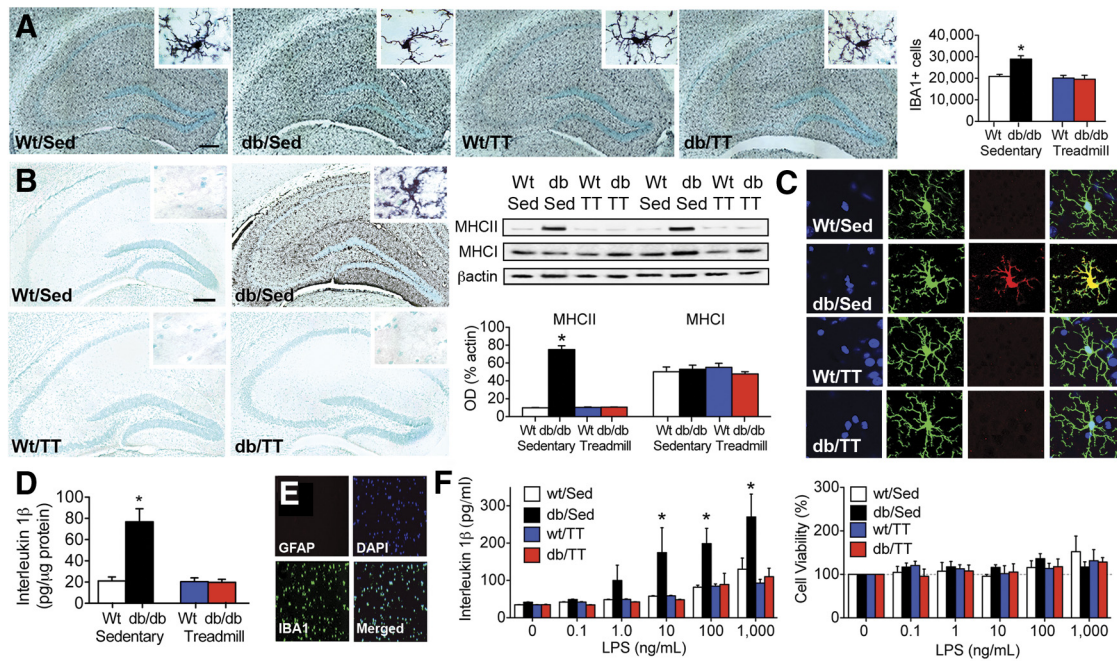 A
Wt/Sed
db/Sed
Wt/TT
db/TT
IBA1+ cells
40,000
30,000
20,000
10,000
0
*
Wt db/db Wt db/db
Sedentary Treadmill
B
Wt/Sed
db/Sed
Wt/TT
db/TT
Wt db Wt db Wt db Wt db
Sed Sed TT TT Sed Sed TT TT
MHCII
MHCI
βactin
MHCII MHCI
OD (% actin)
100
80
60
40
20
0
*
Wt db/db Wt db/db Wt db/db Wt db/db
Sedentary Treadmill Sedentary Treadmill
C
Wt/Sed
db/Sed
Wt/TT
db/TT
D
Interleukin 1β
(pg/μg protein)
100
80
60
40
20
0
*
Wt db/db Wt db/db
Sedentary Treadmill
E
GFAP
DAPI
IBA1
Merged
F
Interleukin 1β (pg/ml)
300
200
100
0
wt/Sed
db/Sed
wt/TT
db/TT
* * *
0 0.1 1.0 10 100 1,000
LPS (ng/mL)
Cell Viability (%)
300
200
100
0
wt/Sed
db/Sed
wt/TT
db/TT
0 0.1 1 10 100 1,000
LPS (ng/mL)